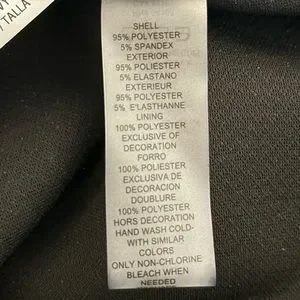 / TALLA
SHELL
95% POLYESTER
5% SPANDEX
EXTERIOR
95% POLIESTER
5% ELASTANO
EXTERIEUR
95% POLYESTER
5% E'LASTHANNE
LINING
100% POLYESTER
EXCLUSIVE OF
DECORATION
FORRO
100% POLIESTER
EXCLUSIVA DE
DECORACION
DOUBLURE
100% POLYESTER
HORS DECORATION
HAND WASH COLD-
WITH SIMILAR
COLORS
ONLY NON-CHLORINE
BLEACH WHEN
NEEDED